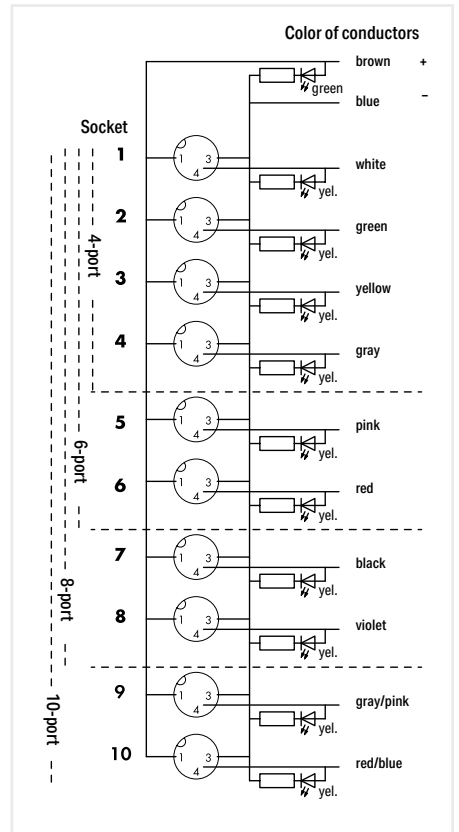 Color of conductors
brown +
green
blue –
Socket
1 1 3 4 white
yel.
2 1 3 4 green
yel.
4-port
3 1 3 4 yellow
yel.
4 1 3 4 gray
yel.
5 1 3 4 pink
yel.
6-port
6 1 3 4 red
yel.
7 1 3 4 black
yel.
8-port
8 1 3 4 violet
yel.
9 1 3 4 gray/pink
yel.
10-port
10 1 3 4 red/blue
yel.